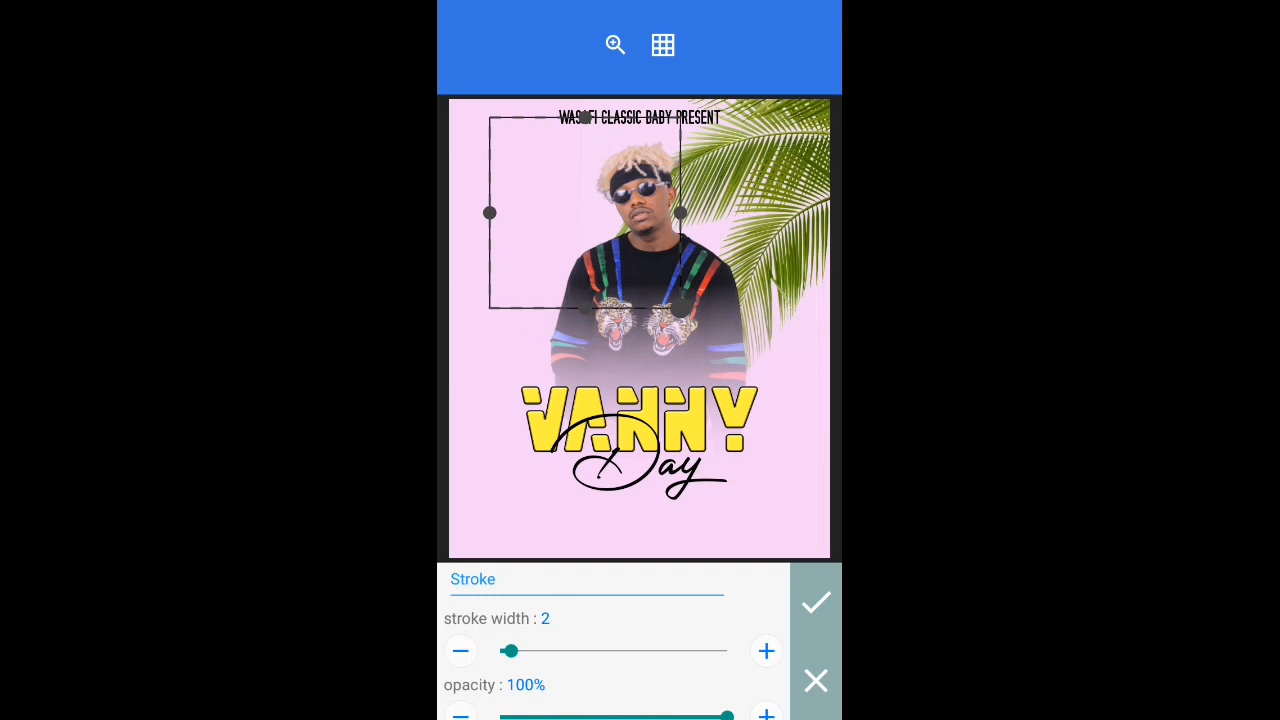 WASAFI CLASSIC BABY PRESENT
VANNY
Day
Stroke
stroke width : 2
opacity : 100%